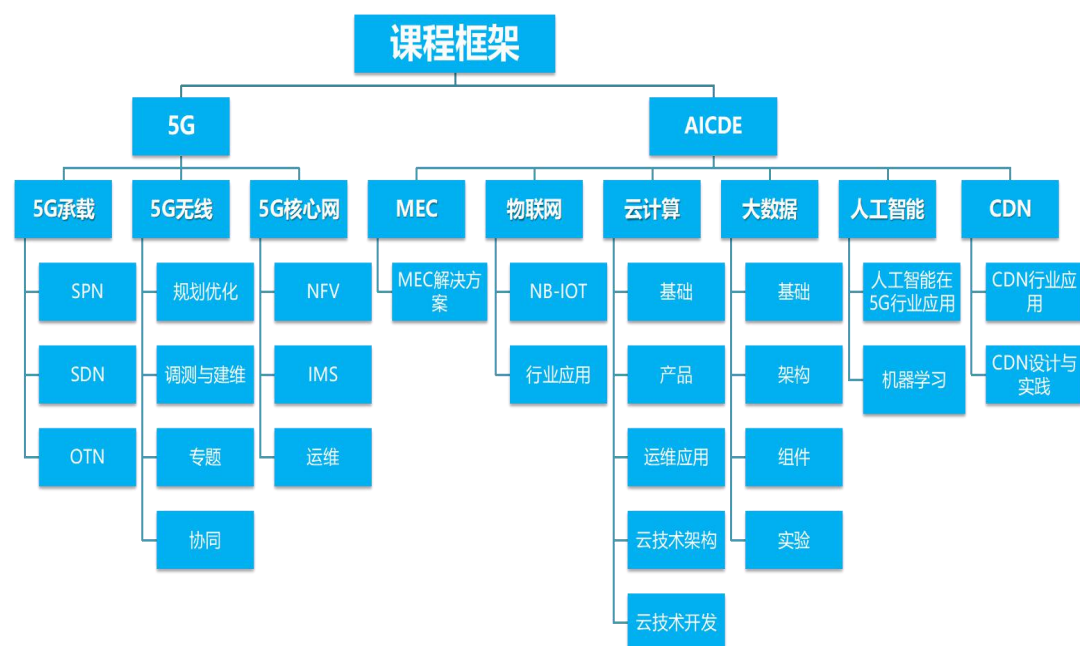 课程框架
5G
AICDE
5G承载
5G无线
5G核心网
MEC
物联网
云计算
大数据
人工智能
CDN
SPN
规划优化
NFV
MEC解决方
案
NB-IOT
基础
基础
人工智能在
5G行业应用
CDN行业应
用
SDN
调测与建维
IMS
行业应用
产品
架构
机器学习
CDN设计与
实践
OTN
专题
运维
运维应用
组件
协同
云技术架构
实验
云技术开发